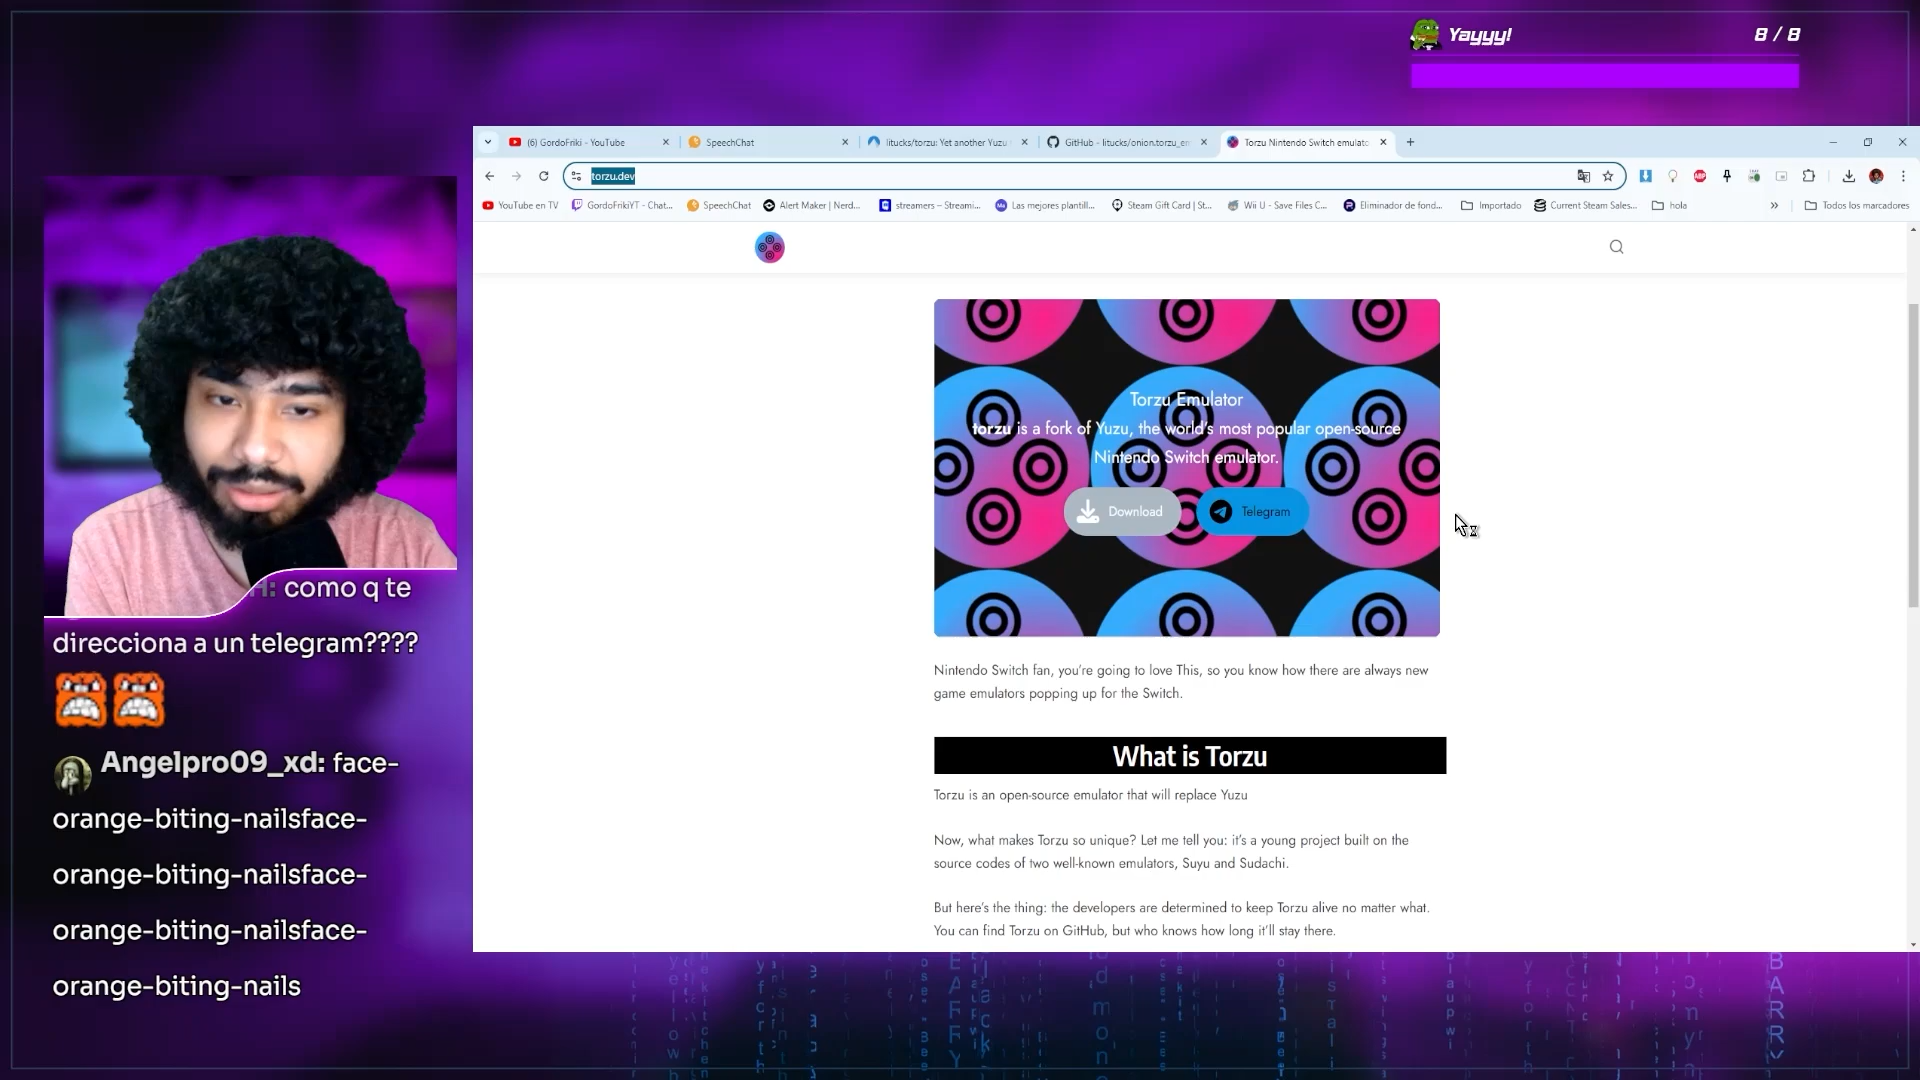 Yayyy!
8 / 8
(6) GordoFriki - YouTube
SpeechChat
litucks/torzu: Yet another Yuzu
GitHub - litucks/onion.torzu_em
Torzu Nintendo Switch emulato
torzu.dev
YouTube en TV
GordoFrikiYT - Chat...
SpeechChat
Alert Maker | Nerd...
streamers – Streami...
Las mejores plantill...
Steam Gift Card | St...
Wii U - Save Files C...
Eliminador de fond...
Importado
Current Steam Sales...
hola
Todos los marcadores
Torzu Emulator
torzu is a fork of Yuzu, the world's most popular open-source
Nintendo Switch emulator.
Download
Telegram
Nintendo Switch fan, you're going to love This, so you know how there are always new
game emulators popping up for the Switch.
What is Torzu
Torzu is an open-source emulator that will replace Yuzu
Now, what makes Torzu so unique? Let me tell you: it's a young project built on the
source codes of two well-known emulators, Suyu and Sudachi.
But here's the thing: the developers are determined to keep Torzu alive no matter what.
You can find Torzu on GitHub, but who knows how long it'll stay there.
como q te
direcciona a un telegram????
Angelpro09_xd: face-
orange-biting-nailsface-
orange-biting-nailsface-
orange-biting-nailsface-
orange-biting-nails
BARRY